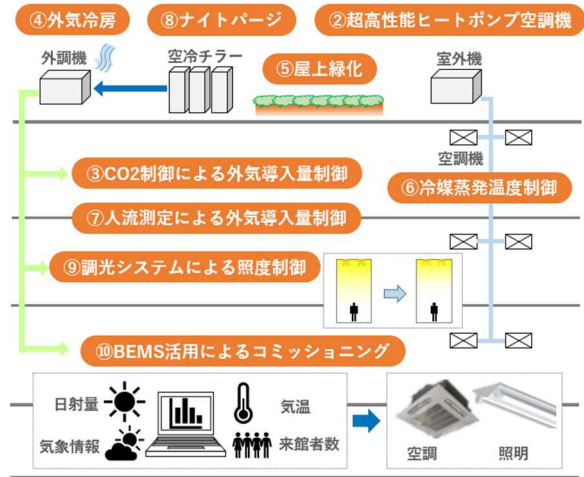 ④外気冷房
⑧ナイトパージ
②超高性能ヒートポンプ空調機
外調機
空冷チラー
⑤屋上緑化
室外機
空調機
③CO2制御による外気導入量制御
⑥冷媒蒸発温度制御
⑦人流測定による外気導入量制御
⑨調光システムによる照度制御
⑩BEMS活用によるコミッショニング
日射量
気温
気象情報
来館者数
空調
照明